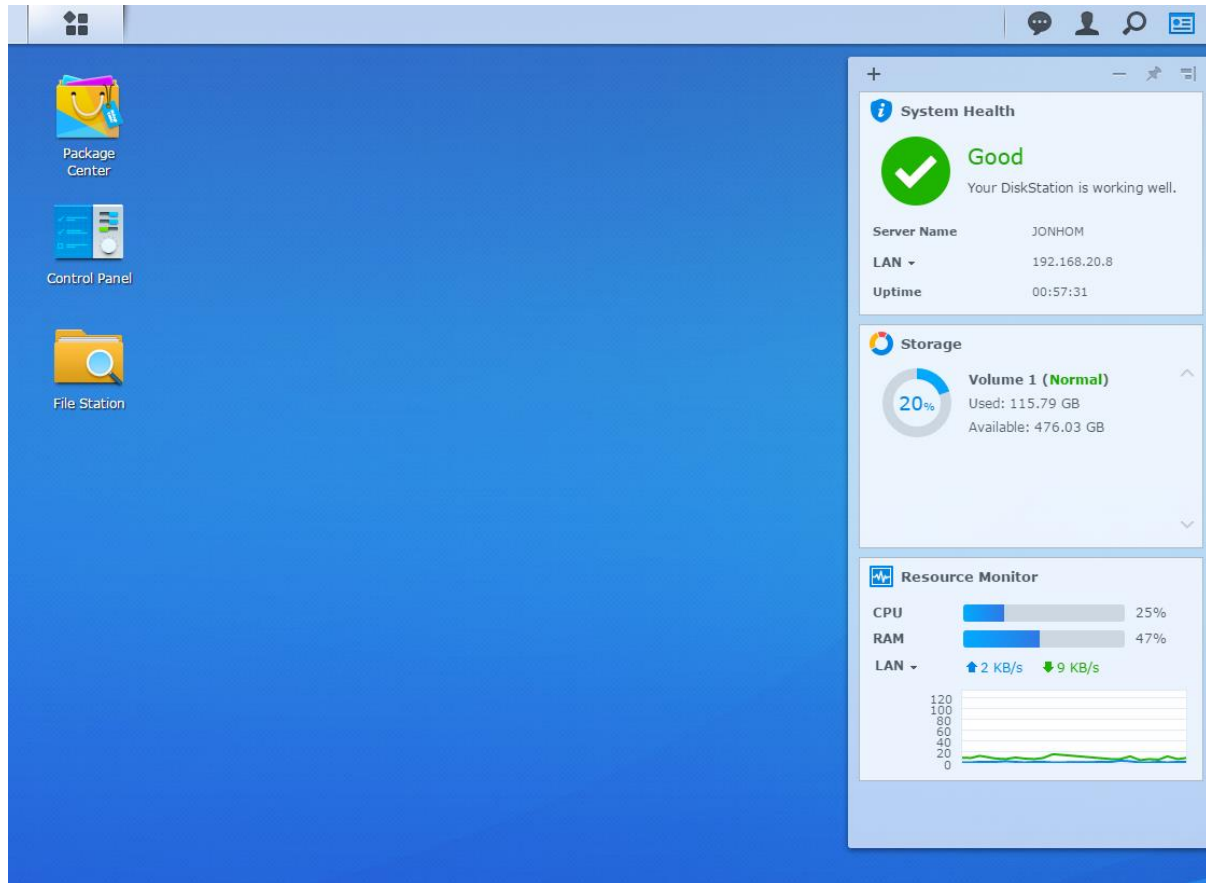 Package
Center
Control Panel
File Station
System Health
Good
Your DiskStation is working well.
Server Name JONHOM
LAN 192.168.20.8
Uptime 00:57:31
Storage
20%
Volume 1 (Normal)
Used: 115.79 GB
Available: 476.03 GB
Resource Monitor
CPU 25%
RAM 47%
LAN 2 KB/s 9 KB/s
120
100
80
60
40
20
0